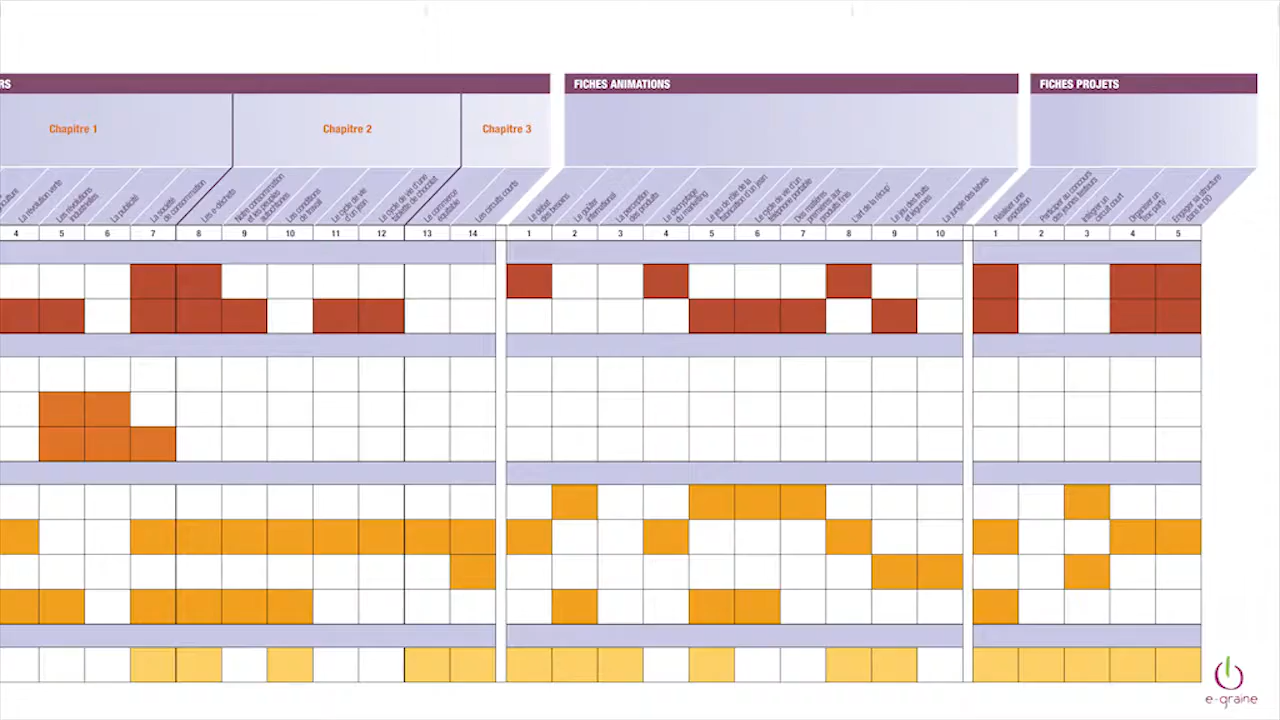 RS
FICHES ANIMATIONS
FICHES PROJETS
Chapitre 1
Chapitre 2
Chapitre 3
La révolution verte
Les révolutions
industrielles
La publicité
La société
de consommation
Les e-déchets
Notre consommation
et les peuples
autochtones
Les conditions
de travail
Le cycle de vie
d'un jean
Le cycle de vie d'une
tablette de chocolat
Le commerce
équitable
Les circuits courts
Le débat
des besoins
Le goûter
international
La perception
des produits
Le décryptage
du marketing
Le jeu de rôle de la
fabrication d'un jean
Le cycle de vie d'un
téléphone portable
Des matières
premières aux
produits finis
L'art de la récup'
Le jeu des fruits
et légumes
La jungle des labels
Réaliser une
exposition
Participer au concours
des jeunes
Intégrer un
circuit court
Organiser un
Engager sa structure
dans le DD
4 5 6 7 8 9 10 11 12 13 14 1 2 3 4 5 6 7 8 9 10 1 2 3 4 5
e-graine